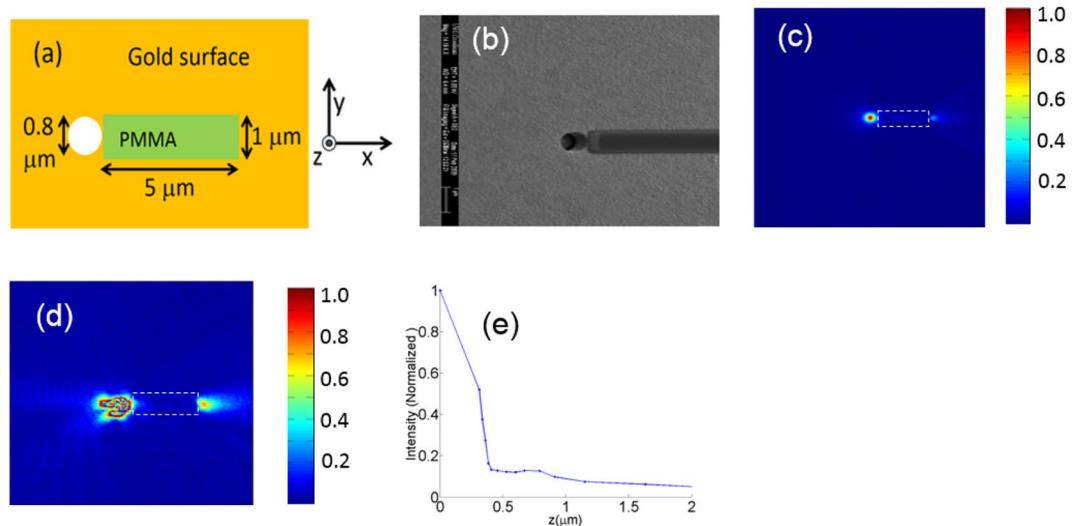 (a)
Gold surface
0.8
μm
PMMA
1 μm
5 μm
y
z
x
(b)
(c)
1.0
0.8
0.6
0.4
0.2
(d)
1.0
0.8
0.6
0.4
0.2
(e)
Intensity (Normalized )
1
0.8
0.6
0.4
0.2
0
0
0.5
1
1.5
2
z(μm)